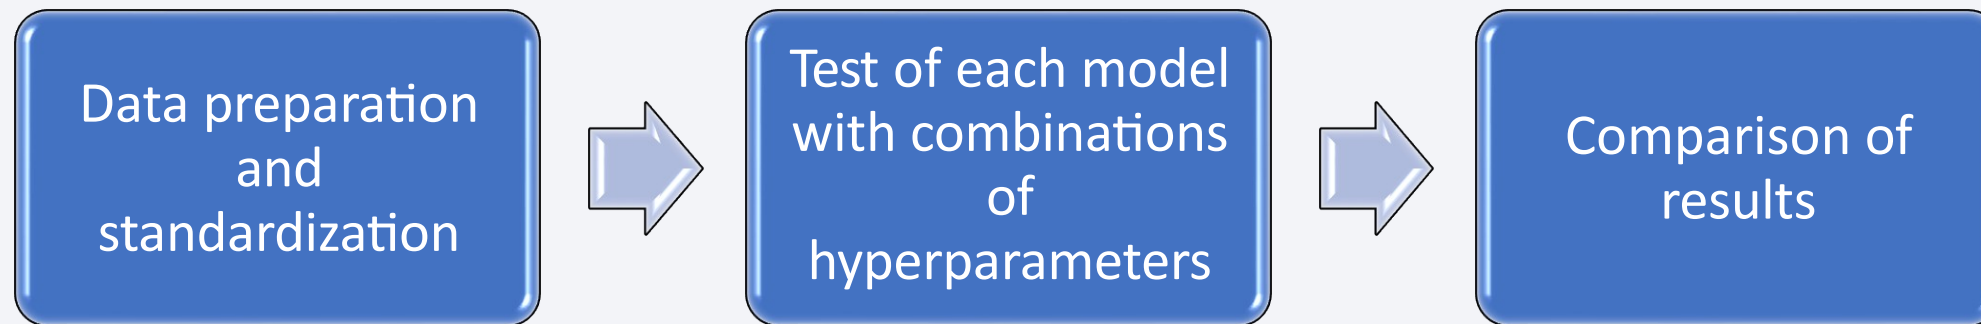 Data preparation
and
standardization
Test of each model
with combinations
of
hyperparameters
Comparison of
results